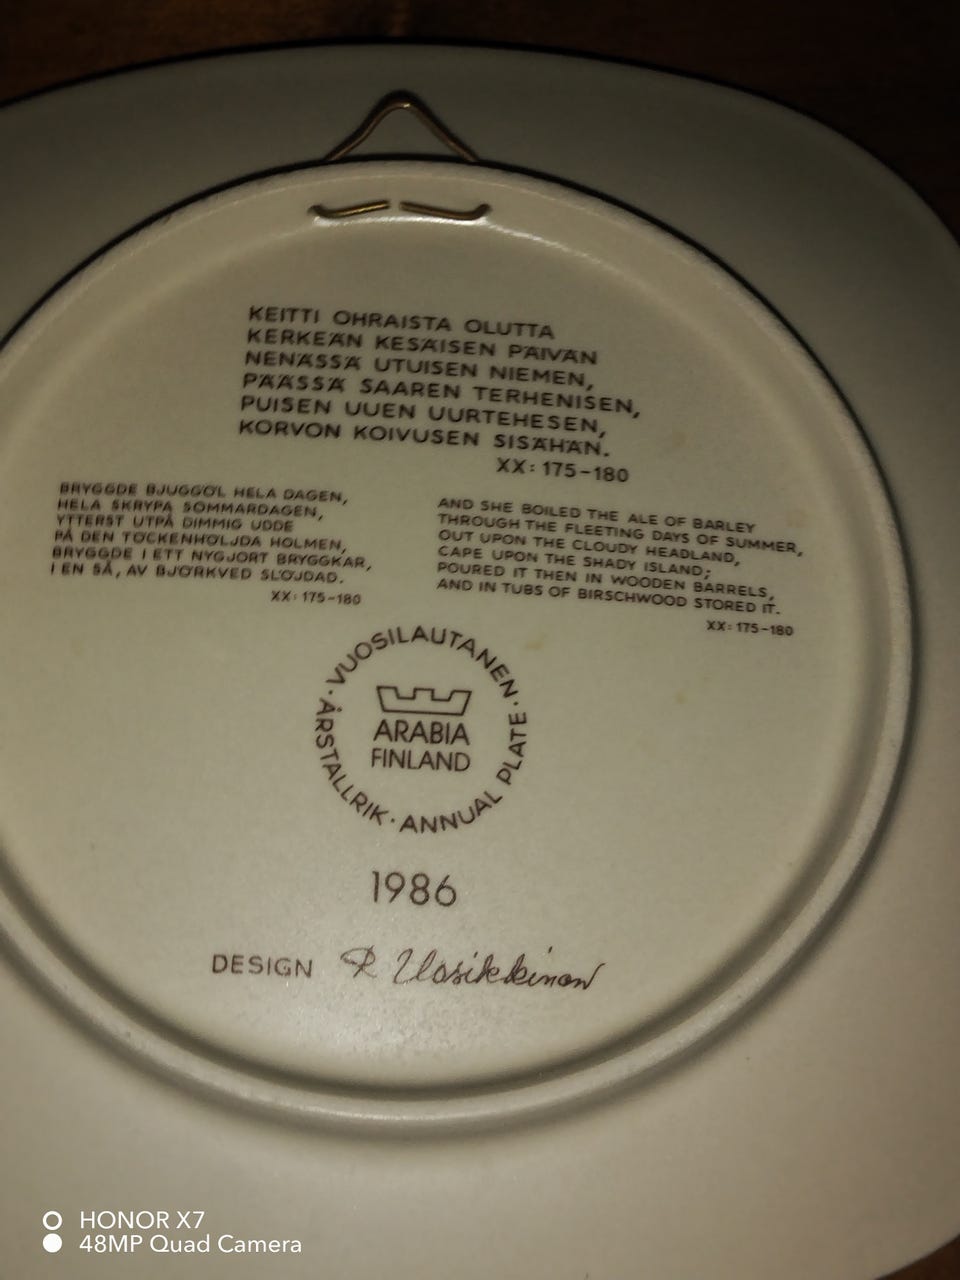 KEITTI OHRAISTA OLUTTA
KERKEÄN KESÄISEN PÄIVÄN
NENÄSSÄ UTUISEN NIEMEN,
PÄÄSSÄ SAAREN TERHENISEN,
PUISEN UUEN UURTEHESEN,
KORVON KOIVUSEN SISÄHÄN.
XX: 175-180
BRYGGDE BJUGGÖL HELA DAGEN,
HELA SKRYPA SOMMARDAGEN,
YTTERST UTPÅ DIMMIG UDDE
PÅ DEN TÖCKENHÖLJDA HOLMEN,
BRYGGDE I ETT NYGJORT BRYGGKAR,
I EN SÅ, AV BJÖRKVED SLÖJDAD.
XX: 175-180
AND SHE BOILED THE ALE OF BARLEY
THROUGH THE FLEETING DAYS OF SUMMER,
OUT UPON THE CLOUDY HEADLAND,
CAPE UPON THE SHADY ISLAND;
POURED IT THEN IN WOODEN BARRELS,
AND IN TUBS OF BIRSCHWOOD STORED IT.
XX: 175-180
· VUOSILAUTANEN · ANNUAL PLATE · ÅRSTALLRIK
ARABIA
FINLAND
1986
DESIGN R Uosikkinen
HONOR X7
48MP Quad Camera